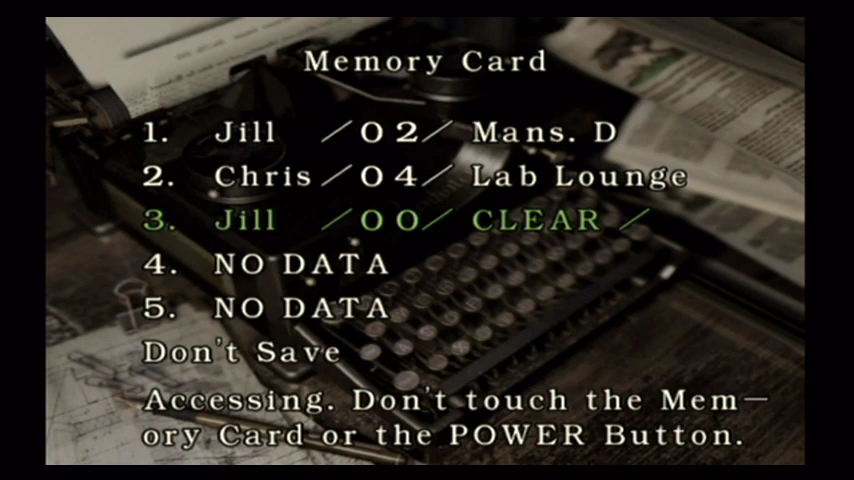 Memory Card
1. Jill /02/ Mans. D
2. Chris/04/ Lab Lounge
3. Jill /00/ CLEAR /
4. NO DATA
5. NO DATA
Don't Save
Accessing. Don't touch the Mem-
ory Card or the POWER Button.